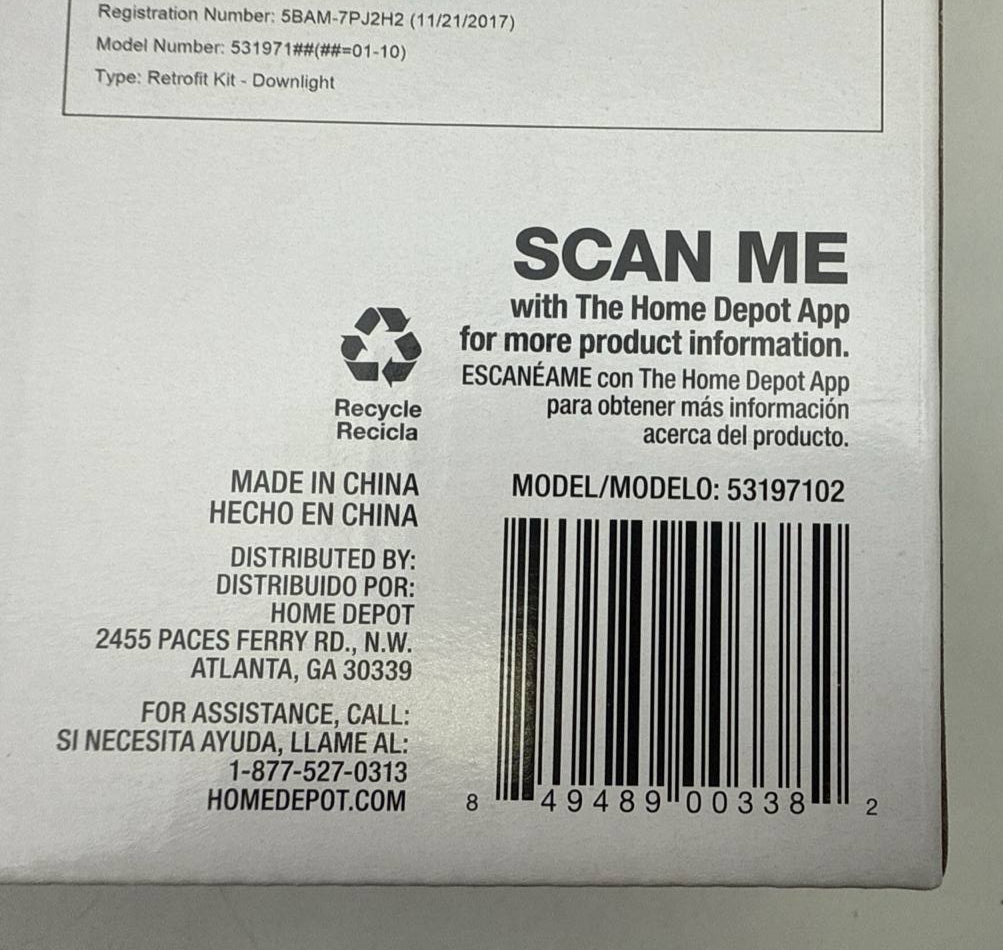 Registration Number: 5BAM-7PJ2H2 (11/21/2017)
Model Number: 531971##(##=01-10)
Type: Retrofit Kit - Downlight
SCAN ME
with The Home Depot App
for more product information.
ESCANÉAME con The Home Depot App
para obtener más información
acerca del producto.
Recycle
Recicla
MADE IN CHINA
HECHO EN CHINA
DISTRIBUTED BY:
DISTRIBUIDO POR:
HOME DEPOT
2455 PACES FERRY RD., N.W.
ATLANTA, GA 30339
FOR ASSISTANCE, CALL:
SI NECESITA AYUDA, LLAME AL:
1-877-527-0313
HOMEDEPOT.COM
MODEL/MODELO: 53197102
8 49489 00338 2